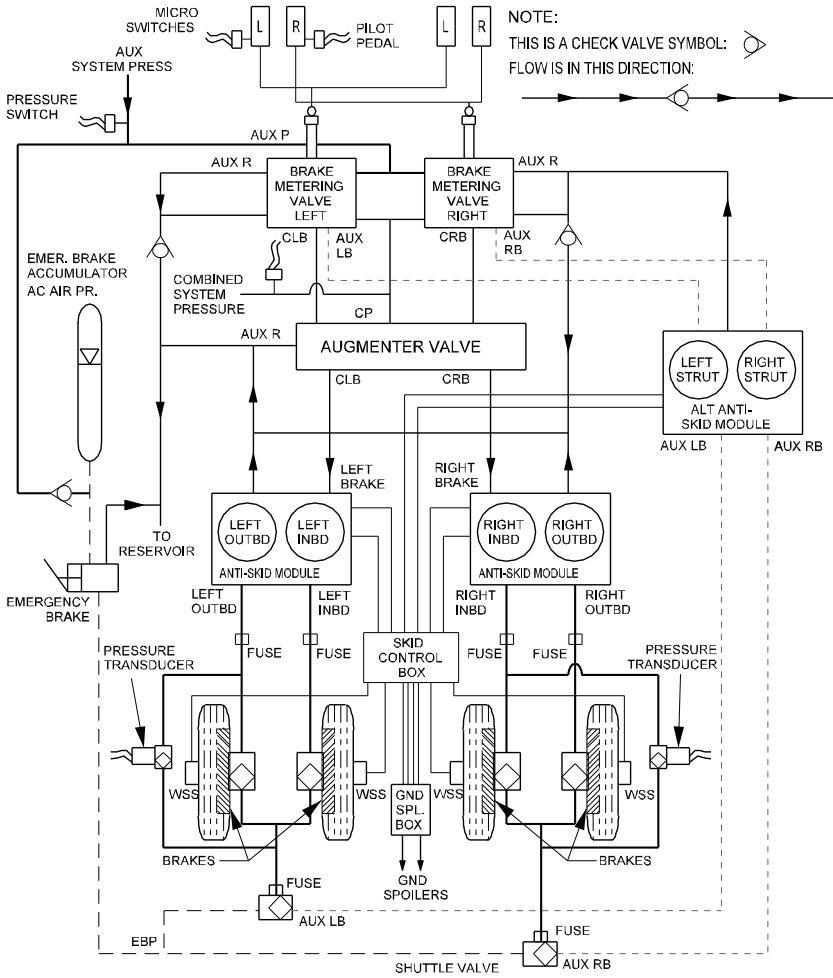 MICRO
SWITCHES
L
R
PILOT
PEDAL
L
R
NOTE:
THIS IS A CHECK VALVE SYMBOL:
FLOW IS IN THIS DIRECTION:
AUX
SYSTEM PRESS
PRESSURE
SWITCH
AUX P
AUX R
BRAKE
METERING
VALVE
LEFT
BRAKE
METERING
VALVE
RIGHT
AUX R
CLB
AUX
LB
CRB
AUX
RB
EMER. BRAKE
ACCUMULATOR
AC AIR PR.
COMBINED
SYSTEM
PRESSURE
CP
AUX R
AUGMENTER VALVE
CLB
CRB
LEFT
STRUT
RIGHT
STRUT
ALT ANTI-
SKID MODULE
AUX LB
AUX RB
LEFT
BRAKE
RIGHT
BRAKE
LEFT
OUTBD
LEFT
INBD
ANTI-SKID MODULE
RIGHT
INBD
RIGHT
OUTBD
ANTI-SKID MODULE
TO
RESERVOIR
EMERGENCY
BRAKE
LEFT
OUTBD
LEFT
INBD
RIGHT
INBD
RIGHT
OUTBD
FUSE
FUSE
SKID
CONTROL
BOX
FUSE
FUSE
PRESSURE
TRANSDUCER
PRESSURE
TRANSDUCER
WSS
WSS
WSS
WSS
GND
SPL.
BOX
BRAKES
BRAKES
GND
SPOILERS
FUSE
AUX LB
EBP
FUSE
SHUTTLE VALVE
AUX RB